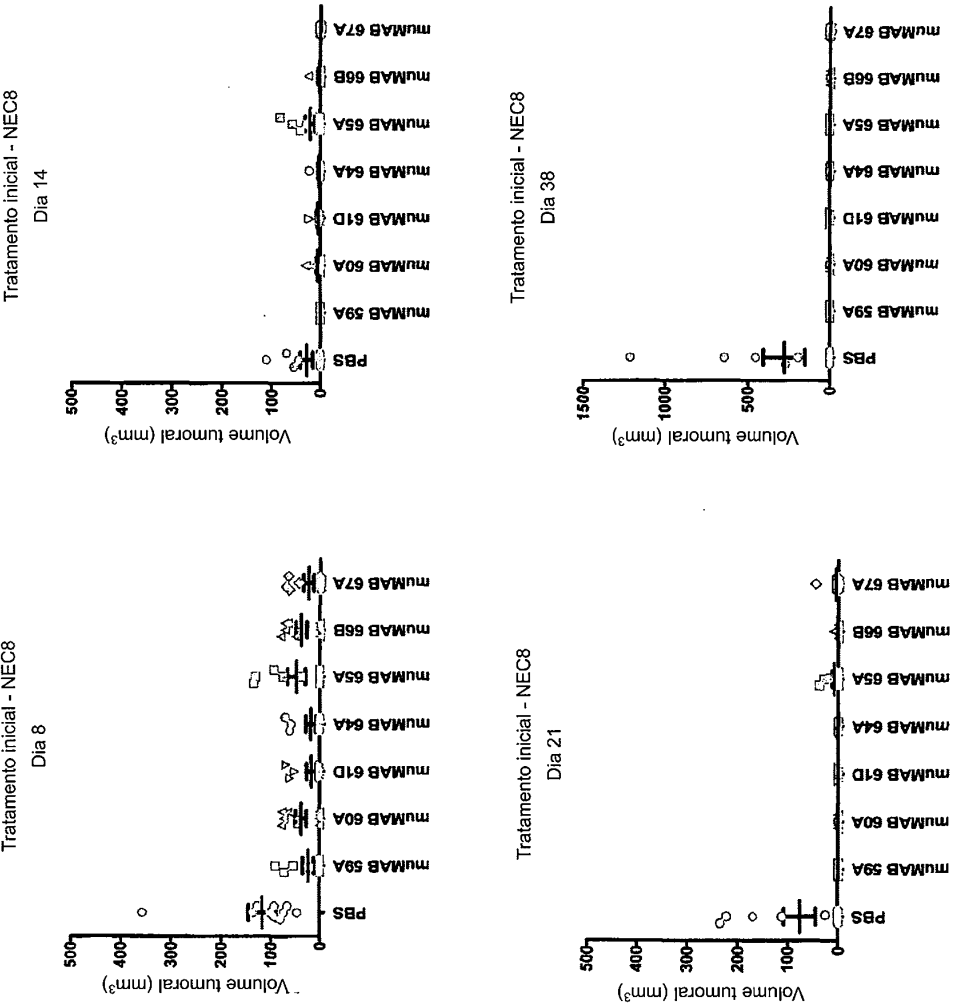 Tratamento inicial - NEC8
Dia 8
Volume tumoral (mm³)
500
400
300
200
100
0
PBS
muMAB 59A
muMAB 60A
muMAB 61D
muMAB 64A
muMAB 65A
muMAB 66B
muMAB 67A
Tratamento inicial - NEC8
Dia 14
Volume tumoral (mm³)
500
400
300
200
100
0
PBS
muMAB 59A
muMAB 60A
muMAB 61D
muMAB 64A
muMAB 65A
muMAB 66B
muMAB 67A
Tratamento inicial - NEC8
Dia 21
Volume tumoral (mm³)
500
400
300
200
100
0
PBS
muMAB 59A
muMAB 60A
muMAB 61D
muMAB 64A
muMAB 65A
muMAB 66B
muMAB 67A
Tratamento inicial - NEC8
Dia 38
Volume tumoral (mm³)
1500
1000
500
0
PBS
muMAB 59A
muMAB 60A
muMAB 61D
muMAB 64A
muMAB 65A
muMAB 66B
muMAB 67A